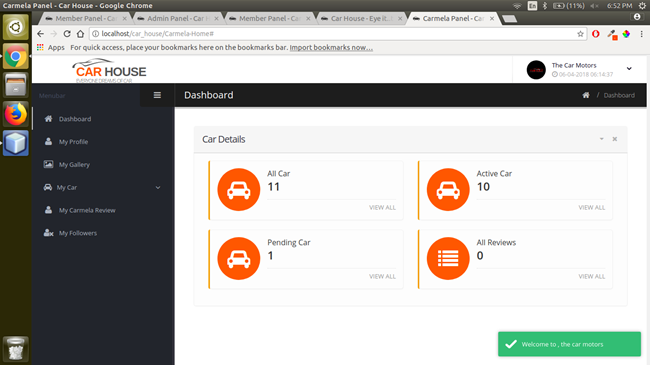 Carmela Panel - Car House - Google Chrome
En
(11%)
6:52 PM
Member Panel - Car
Admin Panel - Car H
Member Panel - Car
Car House - Eye it.
Carmela Panel - Car
localhost/car_house/Carmela-Home#
Apps For quick access, place your bookmarks here on the bookmarks bar. Import bookmarks now...
CAR HOUSE
EVERYONE DREAMS OF CAR
The Car Motors
06-04-2018 06:14:37
Menubar
Dashboard
/ Dashboard
Dashboard
My Profile
My Gallery
My Car
My Carmela Review
My Followers
Car Details
All Car
11
VIEW ALL
Active Car
10
VIEW ALL
Pending Car
1
VIEW ALL
All Reviews
0
VIEW ALL
Welcome to , the car motors